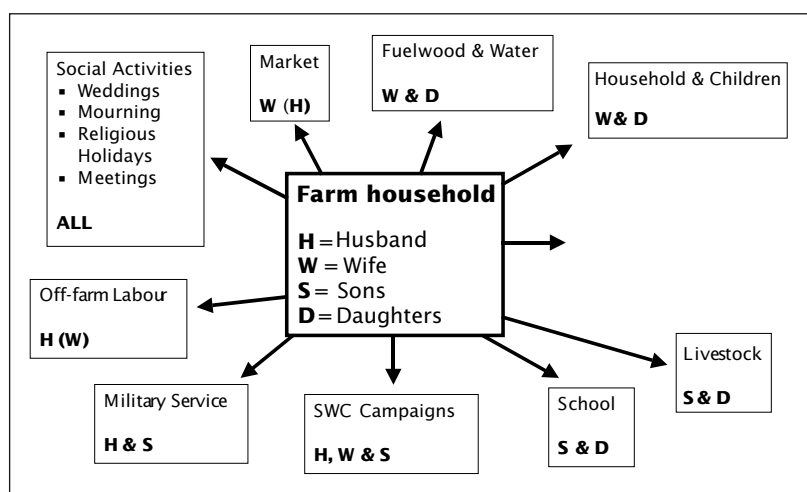 Social Activities
▪ Weddings
▪ Mourning
▪ Religious
Holidays
▪ Meetings
ALL
Market
W (H)
Fuelwood & Water
W & D
Household & Children
W& D
Farm household
H=Husband
W = Wife
S= Sons
D=Daughters
Off-farm Labour
H (W)
Livestock
S & D
Military Service
H & S
SWC Campaigns
H, W & S
School
S & D